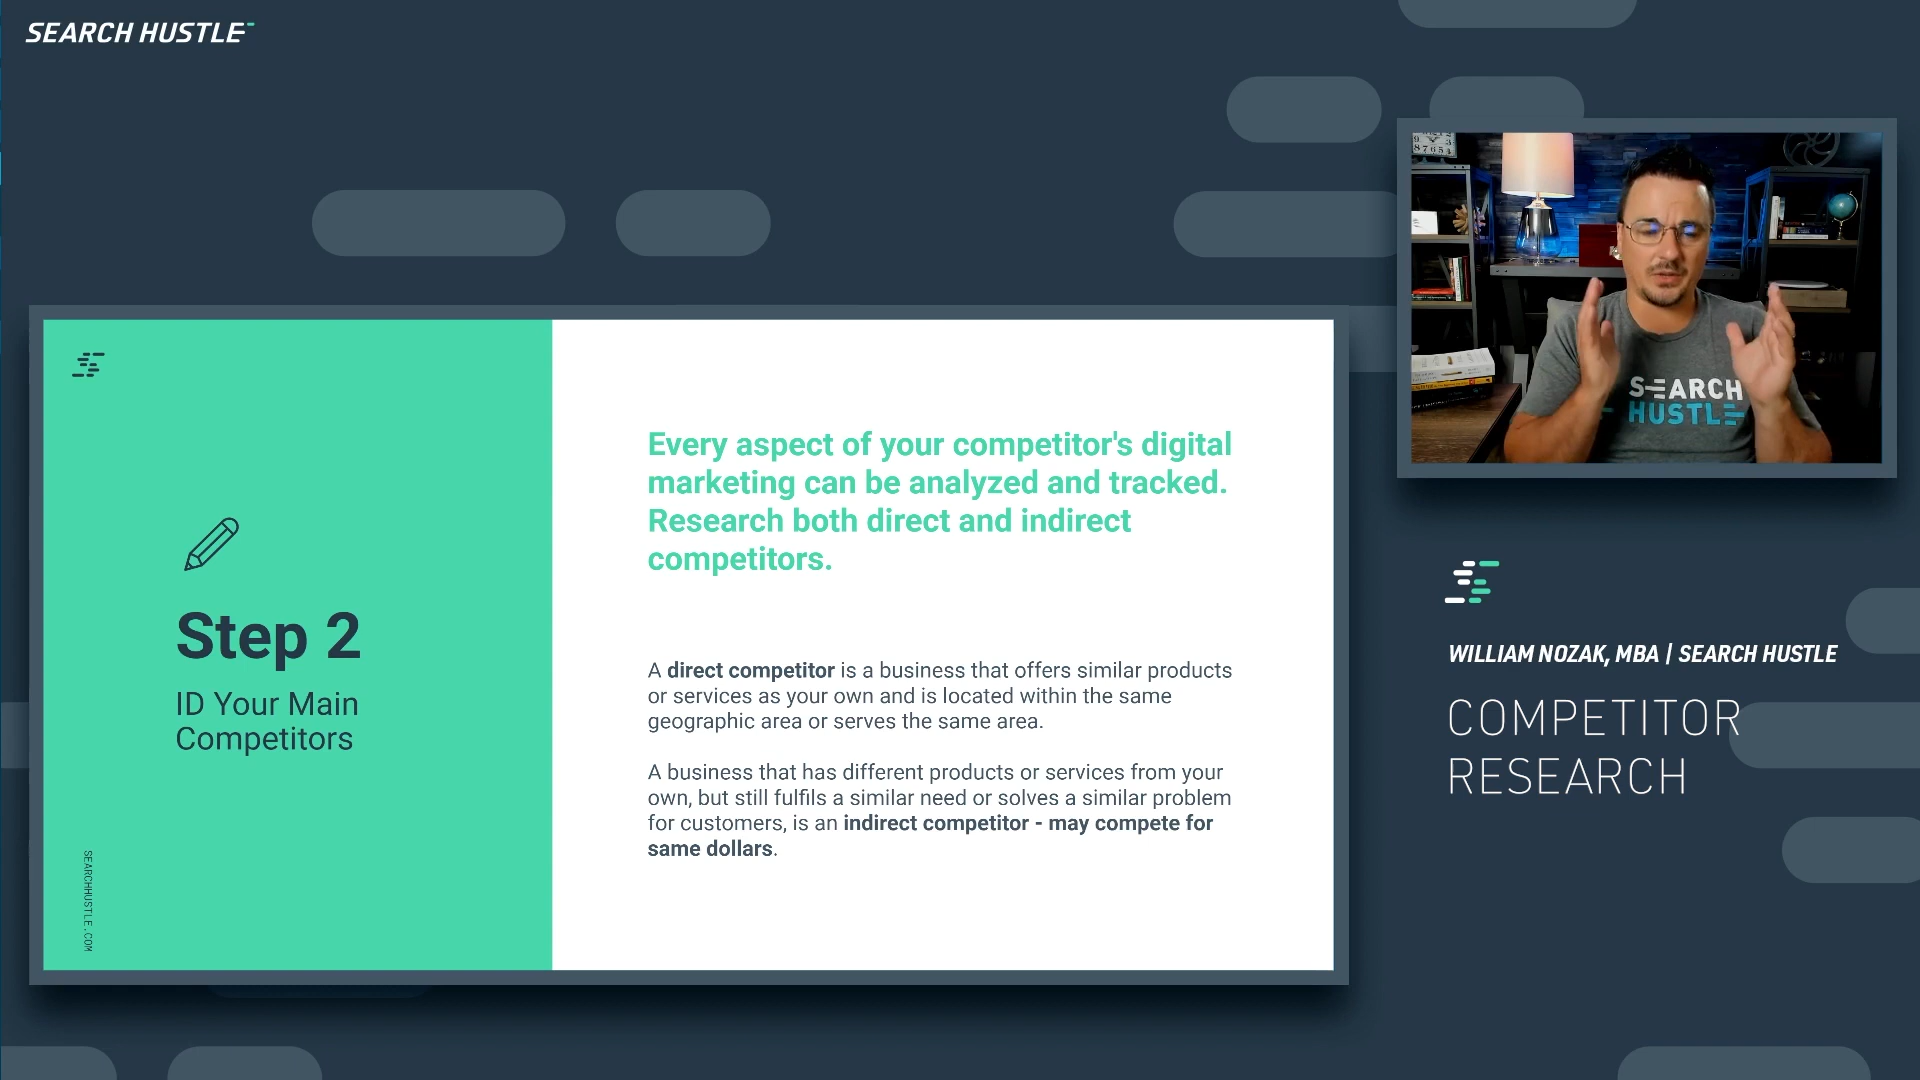 SEARCH HUSTLE
Every aspect of your competitor's digital
marketing can be analyzed and tracked.
Research both direct and indirect
competitors.
Step 2
ID Your Main
Competitors
A direct competitor is a business that offers similar products
or services as your own and is located within the same
geographic area or serves the same area.
A business that has different products or services from your
own, but still fulfils a similar need or solves a similar problem
for customers, is an indirect competitor - may compete for
same dollars.
SEARCHHUSTLE.COM
SEARCH
HUSTLE
WILLIAM NOZAK, MBA | SEARCH HUSTLE
COMPETITOR
RESEARCH